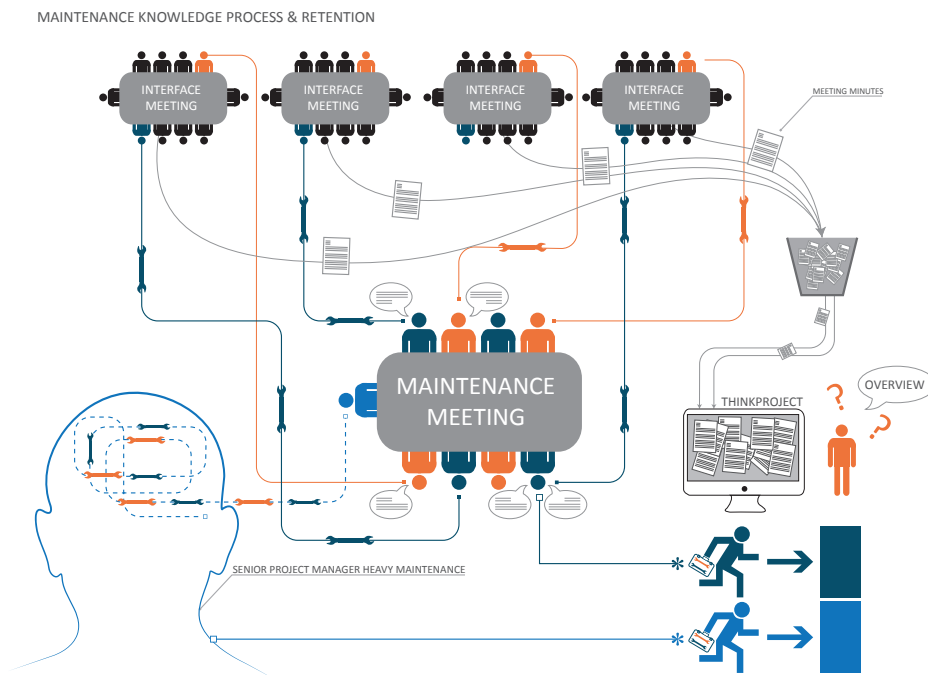 MAINTENANCE KNOWLEDGE PROCESS & RETENTION
INTERFACE
MEETING
INTERFACE
MEETING
INTERFACE
MEETING
INTERFACE
MEETING
MEETING MINUTES
MAINTENANCE
MEETING
THINKPROJECT
OVERVIEW
?
?
SENIOR PROJECT MANAGER HEAVY MAINTENANCE
*
*